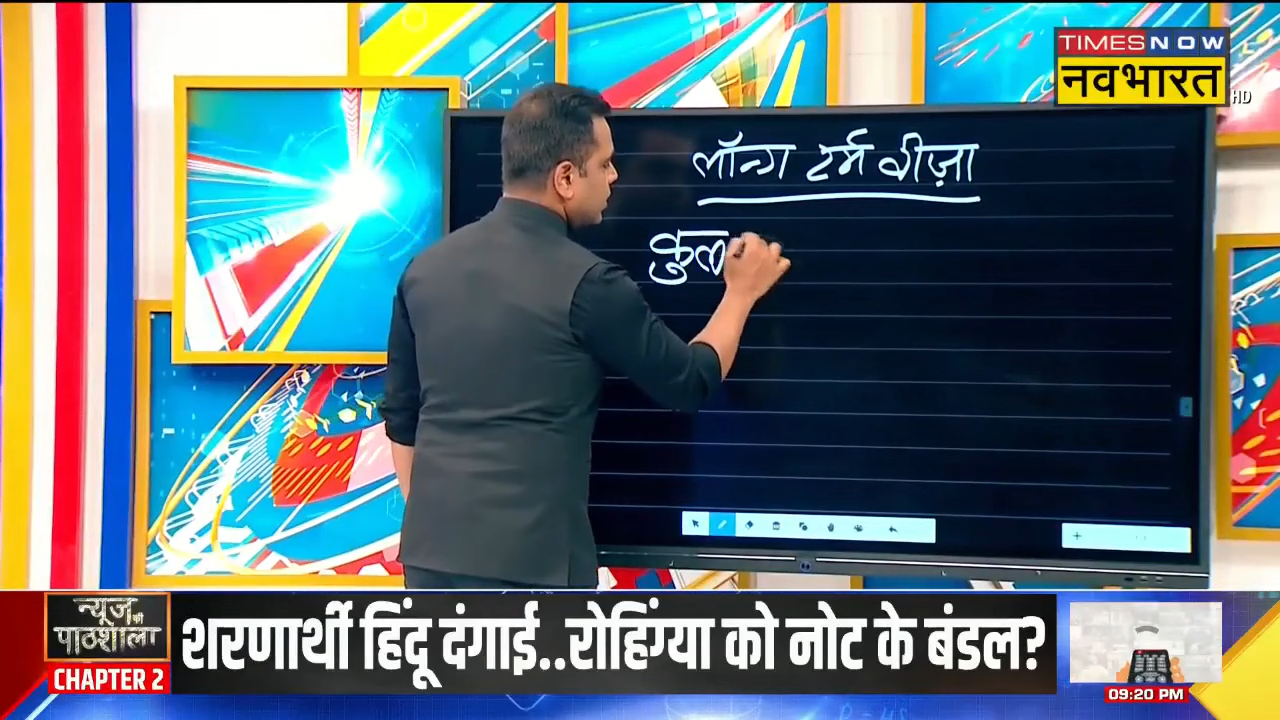 TIMES NOW
नवभारत
HD
लॉन्ग टर्म वीज़ा
कुल
न्यूज़ की
पाठशाला
शरणार्थी हिंदू दंगाई..रोहिंग्या को नोट के बंडल?
CHAPTER 2
09:20 PM